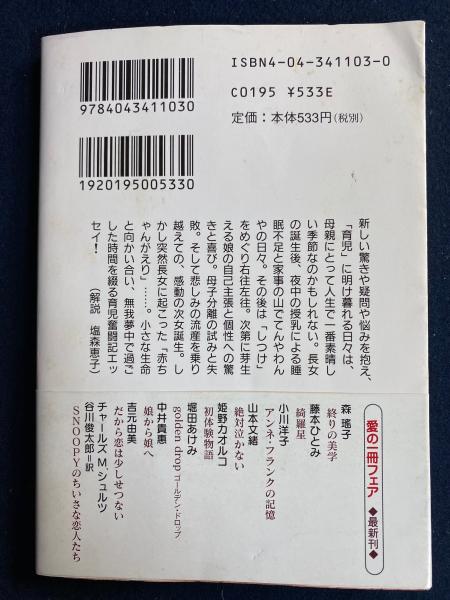 ISBN4-04-341103-0
C0195 ¥533E
定価：本体533円(税別)
9784043411030
1920195005330
新しい驚きや疑問や悩みを抱え、
「育児」に明け暮れる日々は、
母親にとって人生で一番素晴し
い季節なのかもしれない。長女
の誕生後、夜中の授乳による睡
眠不足と家事の山でてんやわん
やの日々。その後は「しつけ」
をめぐり右往左往。次第に芽生
える娘の自己主張と個性への驚
きと喜び。母子分離の試みと失
敗。そして悲しみの流産を乗り
越えての、感動の次女誕生。し
かし突然長女に起こった「赤ち
ゃんがえり」……。小さな生命
と向かい合い、無我夢中で過ご
した時間を綴る育児奮闘記エッ
セイ！
(解説　塩森恵子)
愛の一冊フェア
◆最新刊◆
森 瑤子
終りの美学
藤本ひとみ
綺羅星
小川洋子
アンネ・フランクの記憶
山本文緒
絶対泣かない
姫野カオルコ
初体験物語
堀田あけみ
golden drop ゴールデン・ドロップ
中井貴惠
娘から娘へ
吉元由美
だから恋は少しせつない
チャールズ M.シュルツ
谷川俊太郎＝訳
SNOOPYのちいさな恋人たち